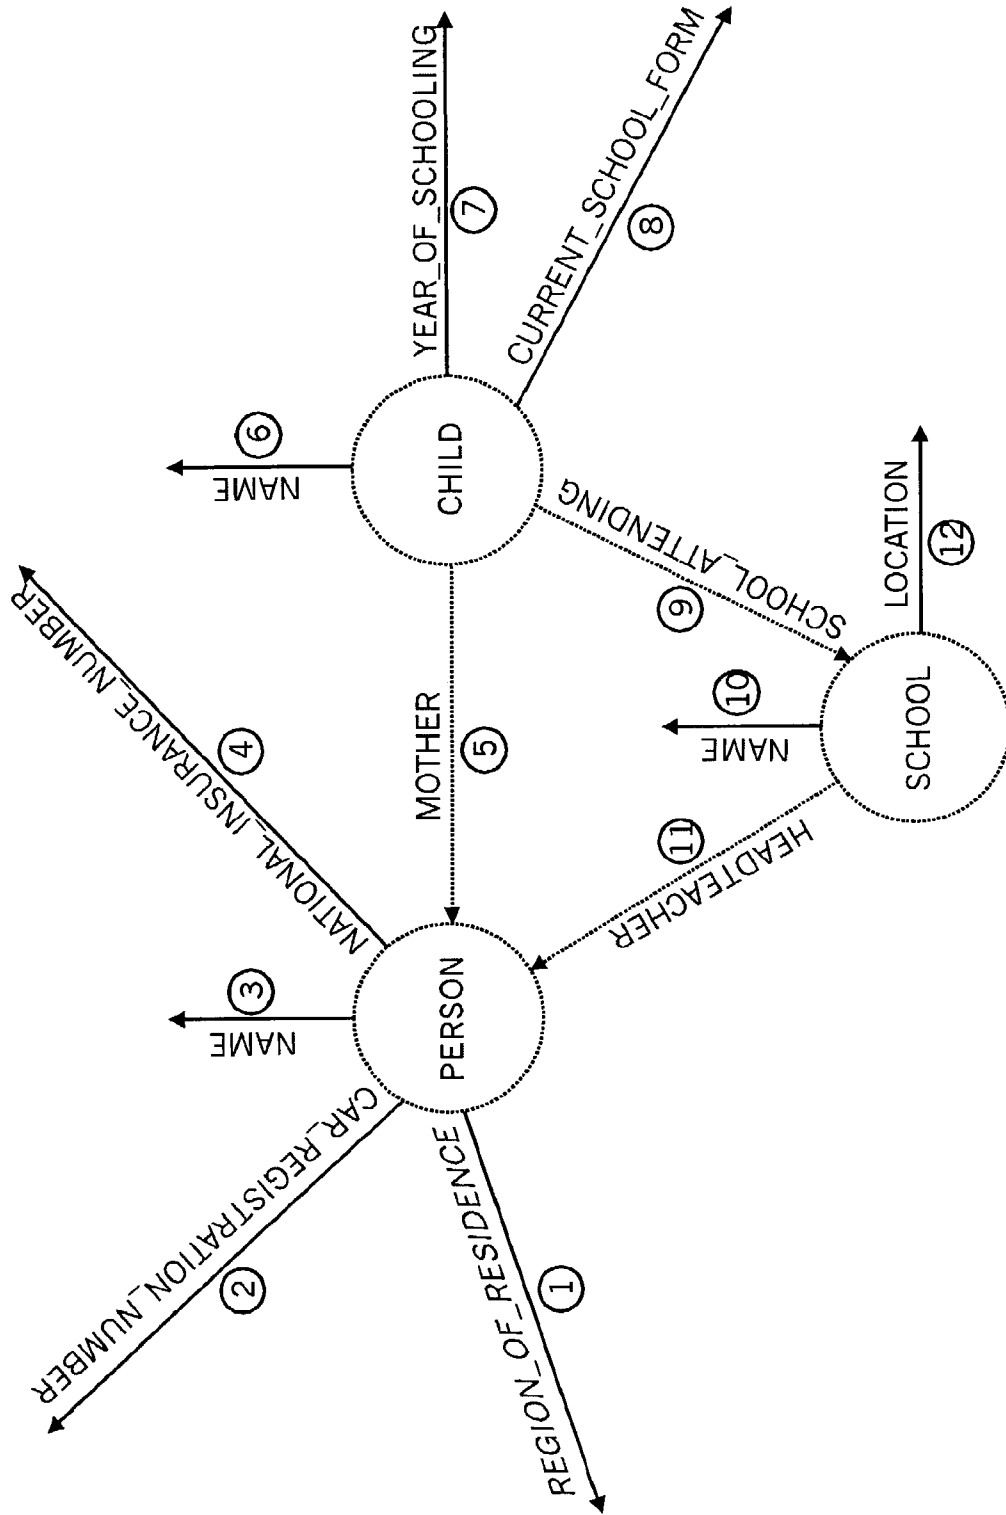 REGION_OF_RESIDENCE
1
CAR_REGISTRATION_NUMBER
2
NAME
3
NATIONAL_INSURANCE_NUMBER
4
PERSON
MOTHER
5
CHILD
NAME
6
YEAR_OF_SCHOOLING
7
CURRENT_SCHOOL_FORM
8
SCHOOL_ATTENDING
9
NAME
10
HEADTEACHER
11
SCHOOL
LOCATION
12